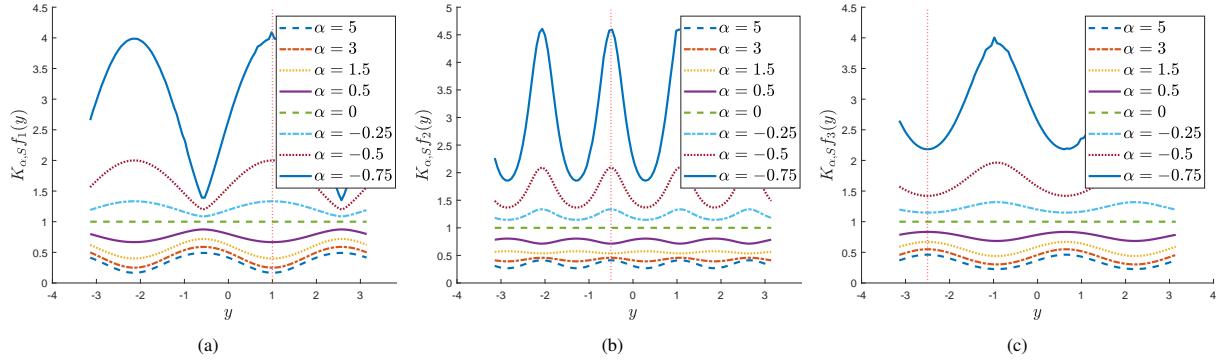 4.5
4
3.5
3
2.5
2
1.5
1
0.5
0
K_{α,S}f_1(y)
-4 -3 -2 -1 0 1 2 3 4
y
α = 5
α = 3
α = 1.5
α = 0.5
α = 0
α = −0.25
α = −0.5
α = −0.75
(a)
5
4.5
4
3.5
3
2.5
2
1.5
1
0.5
0
K_{α,S}f_2(y)
-4 -3 -2 -1 0 1 2 3 4
y
α = 5
α = 3
α = 1.5
α = 0.5
α = 0
α = −0.25
α = −0.5
α = −0.75
(b)
4.5
4
3.5
3
2.5
2
1.5
1
0.5
0
K_{α,S}f_3(y)
-4 -3 -2 -1 0 1 2 3 4
y
α = 5
α = 3
α = 1.5
α = 0.5
α = 0
α = −0.25
α = −0.5
α = −0.75
(c)